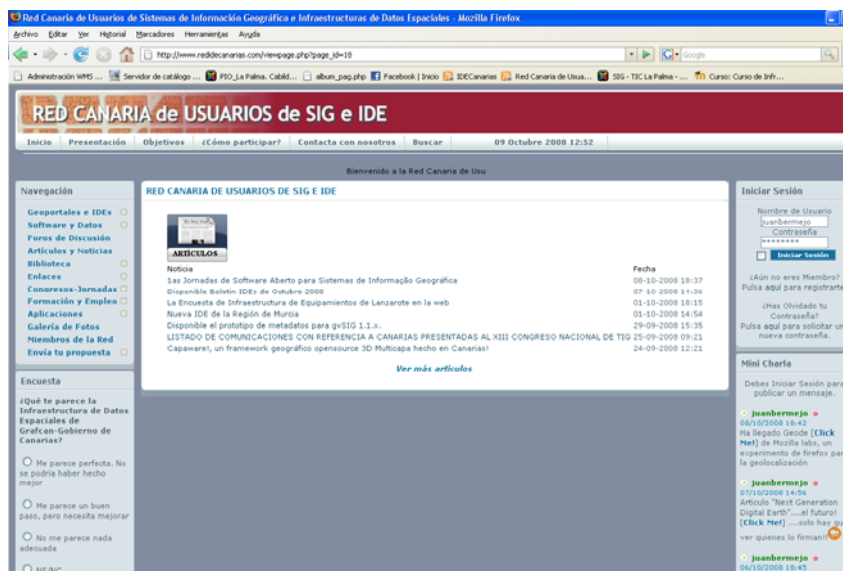 Red Canaria de Usuarios de Sistemas de Información Geográfica e Infraestructuras de Datos Espaciales - Mozilla Firefox
Archivo Editar Ver Historial Marcadores Herramientas Ayuda
http://www.redidecanarias.com/viewpage.php?page_id=18
Google
Administración WMS ... Servidor de catálogo ... PIO_La Palma. Cabild... album_pag.php Facebook | Inicio IDECanarias Red Canaria de Usua... SIG - TIC La Palma - ... Curso: Curso de Infr...
RED CANARIA de USUARIOS de SIG e IDE
Inicio Presentación Objetivos ¿Cómo participar? Contacta con nosotros Buscar 09 Octubre 2008 12:52
Bienvenido a la Red Canaria de Usu
Navegación
Geoportales e IDEs
Software y Datos
Foros de Discusión
Artículos y Noticias
Biblioteca
Enlaces
Congresos-Jornadas
Formación y Empleo
Aplicaciones
Galería de Fotos
Miembros de la Red
Envia tu propuesta
Encuesta
¿Qué te parece la
Infraestructura de Datos
Espaciales de
Grafcan-Gobierno de
Canarias?
Me parece perfecta. No
se podría haber hecho
mejor
Me parece un buen
paso, pero necesita mejorar
No me parece nada
adecuada
NS/NC
RED CANARIA DE USUARIOS DE SIG E IDE
ARTÍCULOS
Noticia Fecha
1as Jornadas de Software Aberto para Sistemas de Informação Geográfica 08-10-2008 18:37
Disponible Boletín IDEs de Octubre 2008 07-10-2008 14:36
La Encuesta de Infraestructura de Equipamientos de Lanzarote en la web 01-10-2008 18:15
Nueva IDE de la Región de Murcia 01-10-2008 14:54
Disponible el prototipo de metadatos para gvSIG 1.1.x. 29-09-2008 15:35
LISTADO DE COMUNICACIONES CON REFERENCIA A CANARIAS PRESENTADAS AL XIII CONGRESO NACIONAL DE TIG 25-09-2008 09:21
Capaware!, un framework geográfico opensource 3D Multicapa hecho en Canarias! 24-09-2008 12:21
Ver más artículos
Iniciar Sesión
Nombre de Usuario
juanbermejo
Contraseña
********
Iniciar Sesión
¿Aún no eres Miembro?
Pulsa aquí para registrarte
¿Has Olvidado tu
Contraseña?
Pulsa aquí para solicitar un
nueva contraseña.
Mini Charla
Debes Iniciar Sesión para
publicar un mensaje.
juanbermejo
08/10/2008 18:42
Ha llegado Geode [Click
Me!] de Mozilla labs, un
experimento de firefox par
la geolocalización
juanbermejo
07/10/2008 14:56
Articulo "Next Generation
Digital Earth"....el futuro!
[Click Me!] ....solo hay qu
ver quienes lo firman!!
juanbermejo
06/10/2008 18:45